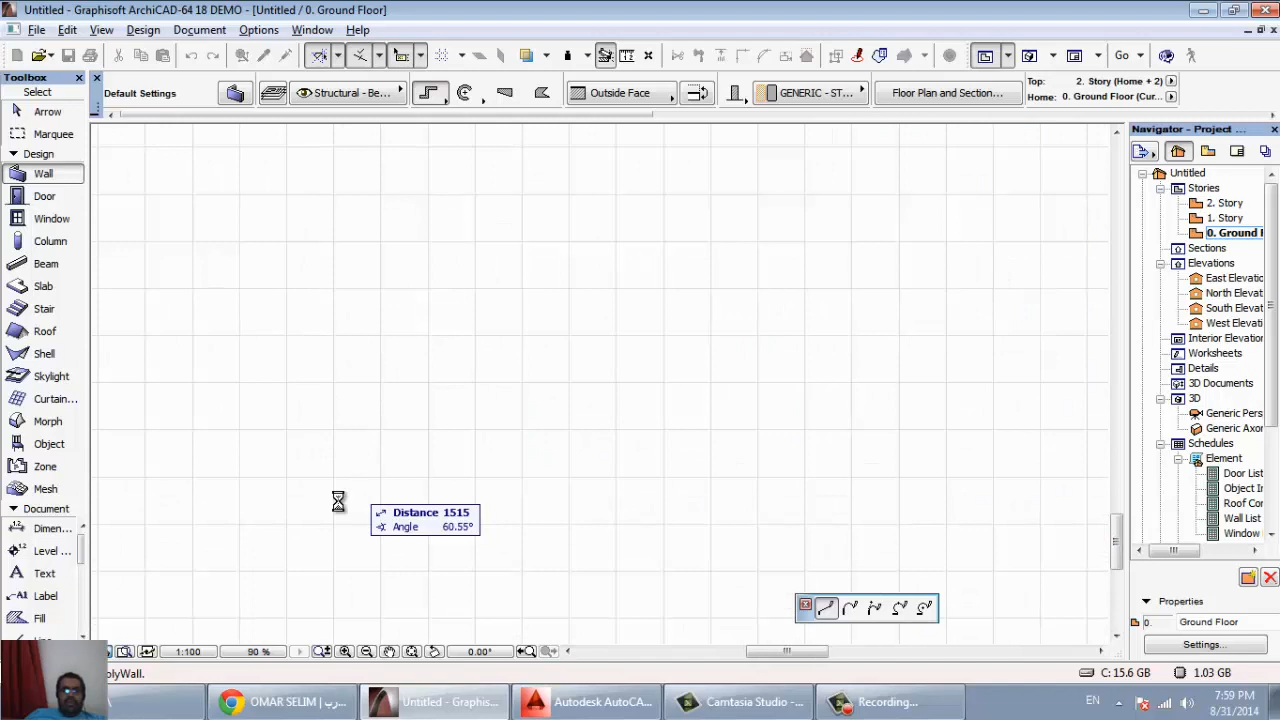 Untitled - Graphisoft ArchiCAD-64 18 DEMO - [Untitled / 0. Ground Floor]
File Edit View Design Document Options Window Help
Go
Toolbox
Select
Arrow
Marquee
Design
Wall
Door
Window
Column
Beam
Slab
Stair
Roof
Shell
Skylight
Curtain...
Morph
Object
Zone
Mesh
Document
Dimen...
Level ...
Text
Label
Fill
Default Settings
Structural - Be...
Outside Face
GENERIC - ST...
Floor Plan and Section...
Top: 2. Story (Home + 2)
Home: 0. Ground Floor (Cur...
Distance 1515
Angle 60.55°
Navigator - Project ...
Untitled
Stories
2. Story
1. Story
0. Ground F
Sections
Elevations
East Elevatio
North Elevat
South Elevat
West Elevati
Interior Elevation
Worksheets
Details
3D Documents
3D
Generic Pers
Generic Axon
Schedules
Element
Door List
Object In
Roof Cor
Wall List
Window
Properties
0. Ground Floor
Settings...
1:100 90 % 0.00°
olyWall.
C: 15.6 GB 1.03 GB
OMAR SELIM |
Untitled - Graphis...
Autodesk AutoCA...
Camtasia Studio - ...
Recording...
EN
7:59 PM
8/31/2014